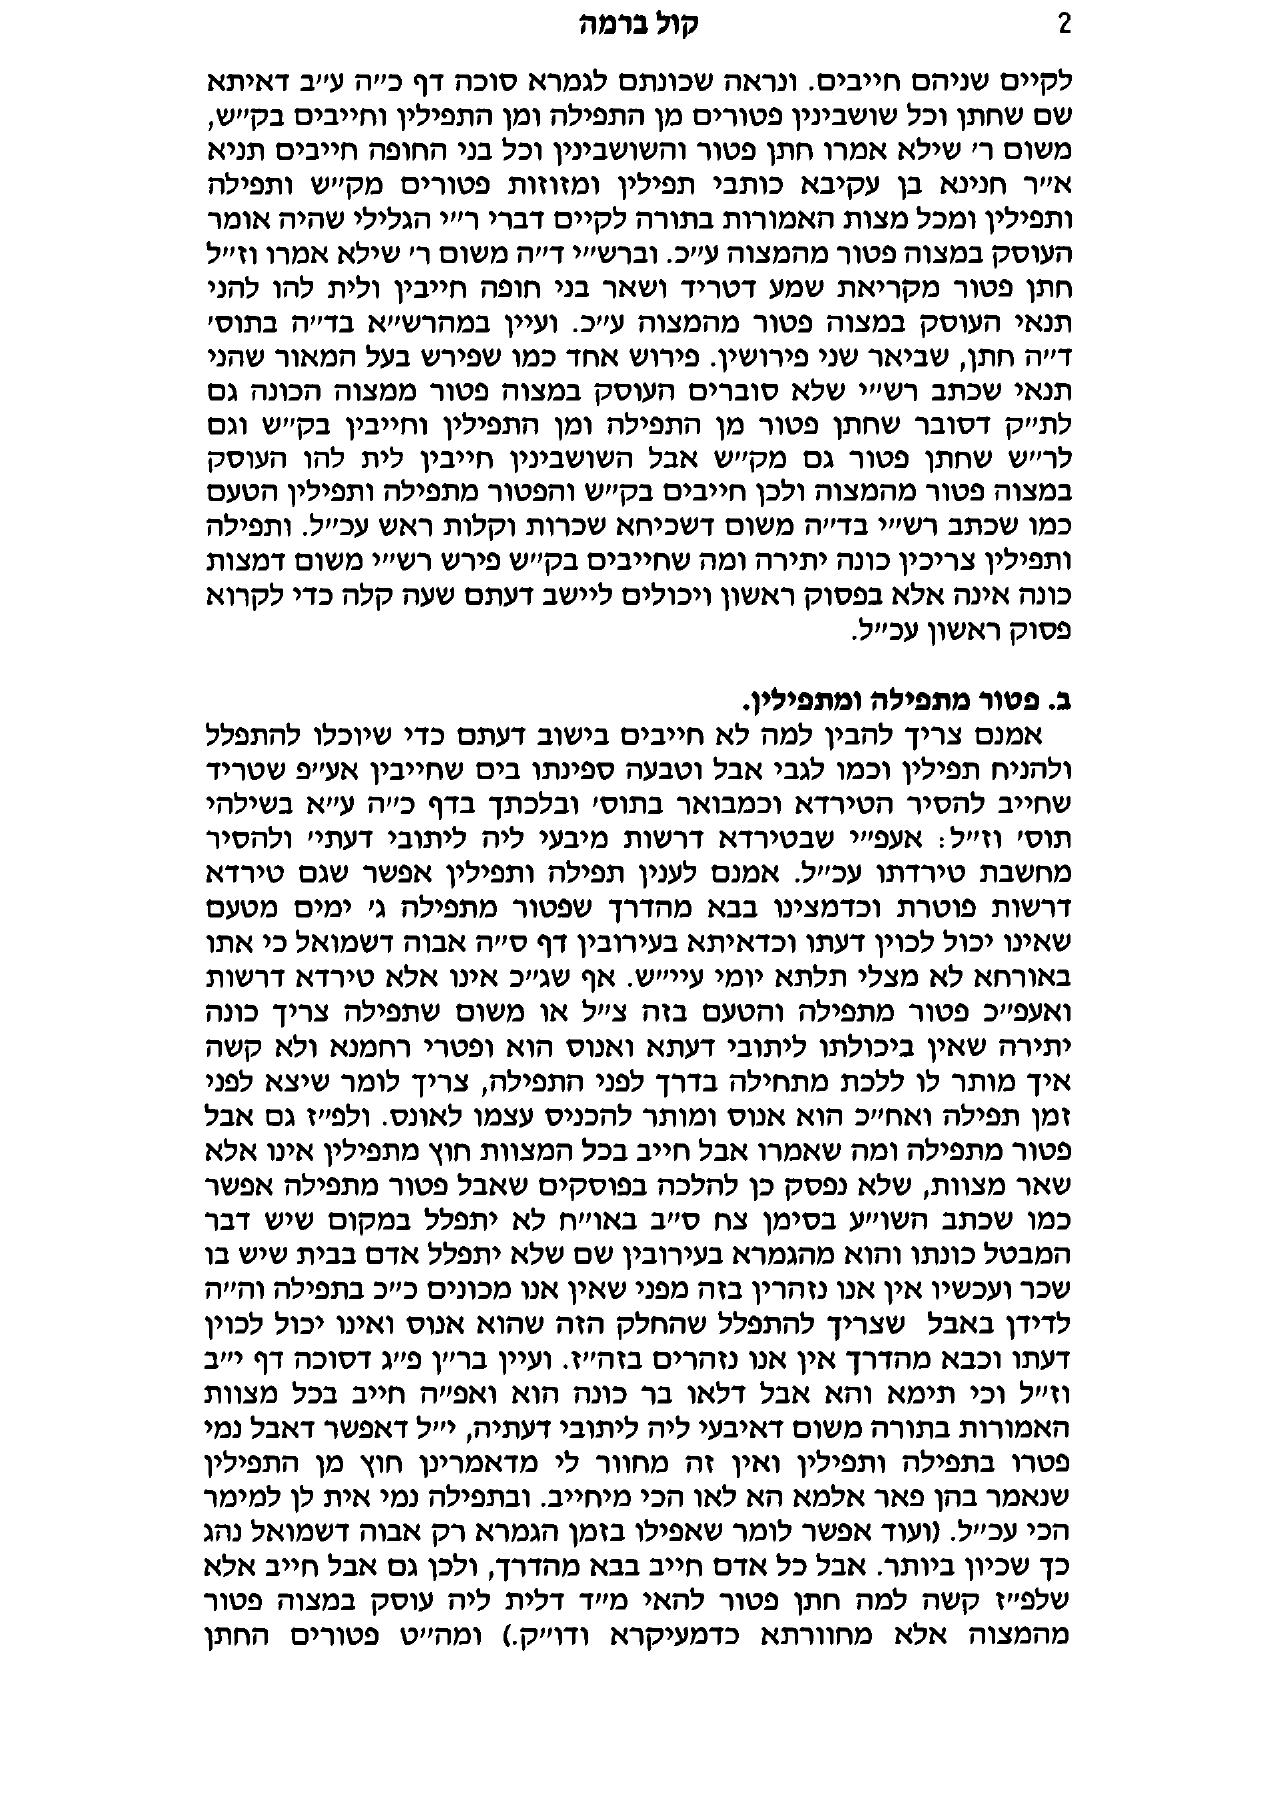 2
קול ברמה
לקיים שניהם חייבים. ונראה שכונתם לגמרא סוכה דף כ״ה ע״ב דאיתא
שם שחתן וכל שושבינין פטורים מן התפילה ומן התפילין וחייבים בק״ש,
משום ר׳ שילא אמרו חתן פטור והשושבינין וכל בני החופה חייבים תניא
א״ר חנינא בן עקיבא כותבי תפילין ומזוזות פטורים מק״ש ותפילה
ותפילין ומכל מצות האמורות בתורה לקיים דברי ר״י הגלילי שהיה אומר
העוסק במצוה פטור מהמצוה ע״כ. וברש״י ד״ה משום ר׳ שילא אמרו וז״ל
חתן פטור מקריאת שמע דטריד ושאר בני חופה חייבין ולית להו להני
תנאי העוסק במצוה פטור מהמצוה ע״כ. ועיין במהרש״א בד״ה בתוס׳
ד״ה חתן, שביאר שני פירושין. פירוש אחד כמו שפירש בעל המאור שהני
תנאי שכתב רש״י שלא סוברים העוסק במצוה פטור ממצוה הכונה גם
לת״ק דסובר שחתן פטור מן התפילה ומן התפילין וחייבין בק״ש וגם
לר״ש שחתן פטור גם מק״ש אבל השושבינין חייבין לית להו העוסק
במצוה פטור מהמצוה ולכן חייבים בק״ש והפטור מתפילה ותפילין הטעם
כמו שכתב רש״י בד״ה משום דשכיחא שכרות וקלות ראש עכ״ל. ותפילה
ותפילין צריכין כונה יתירה ומה שחייבים בק״ש פירש רש״י משום דמצות
כונה אינה אלא בפסוק ראשון ויכולים ליישב דעתם שעה קלה כדי לקרוא
פסוק ראשון עכ״ל.
ב. פטור מתפילה ומתפילין.
אמנם צריך להבין למה לא חייבים בישוב דעתם כדי שיוכלו להתפלל
ולהניח תפילין וכמו לגבי אבל וטבעה ספינתו בים שחייבין אע״פ שטריד
שחייב להסיר הטירדא וכמבואר בתוס׳ ובלכתך בדף כ״ה ע״א בשילהי
תוס׳ וז״ל: אעפ״י שבטירדא דרשות מיבעי ליה ליתובי דעתי׳ ולהסיר
מחשבת טירדתו עכ״ל. אמנם לענין תפילה ותפילין אפשר שגם טירדא
דרשות פוטרת וכדמצינו בבא מהדרך שפטור מתפילה ג׳ ימים מטעם
שאינו יכול לכוין דעתו וכדאיתא בעירובין דף ס״ה אבוה דשמואל כי אתו
באורחא לא מצלי תלתא יומי עיי״ש. אף שג״כ אינו אלא טירדא דרשות
ואעפ״כ פטור מתפילה והטעם בזה צ״ל או משום שתפילה צריך כונה
יתירה שאין ביכולתו ליתובי דעתא ואנוס הוא ופטרי רחמנא ולא קשה
איך מותר לו ללכת מתחילה בדרך לפני התפילה, צריך לומר שיצא לפני
זמן תפילה ואח״כ הוא אנוס ומותר להכניס עצמו לאונס. ולפ״ז גם אבל
פטור מתפילה ומה שאמרו אבל חייב בכל המצוות חוץ מתפילין אינו אלא
שאר מצוות, שלא נפסק כן להלכה בפוסקים שאבל פטור מתפילה אפשר
כמו שכתב השו״ע בסימן צח ס״ב באו״ח לא יתפלל במקום שיש דבר
המבטל כונתו והוא מהגמרא בעירובין שם שלא יתפלל אדם בבית שיש בו
שכר ועכשיו אין אנו נזהרין בזה מפני שאין אנו מכונים כ״כ בתפילה וה״ה
לדידן באבל שצריך להתפלל שהחלק הזה שהוא אנוס ואינו יכול לכוין
דעתו וכבא מהדרך אין אנו נזהרים בזה״ז. ועיין בר״ן פ״ג דסוכה דף י״ב
וז״ל וכי תימא והא אבל דלאו בר כונה הוא ואפ״ה חייב בכל מצוות
האמורות בתורה משום דאיבעי ליה ליתובי דעתיה, י״ל דאפשר דאבל נמי
פטרו בתפילה ותפילין ואין זה מחוור לי מדאמרינן חוץ מן התפילין
שנאמר בהן פאר אלמא הא לאו הכי מיחייב. ובתפילה נמי אית לן למימר
הכי עכ״ל. (ועוד אפשר לומר שאפילו בזמן הגמרא רק אבוה דשמואל נהג
כך שכיון ביותר. אבל כל אדם חייב בבא מהדרך, ולכן גם אבל חייב אלא
שלפ״ז קשה למה חתן פטור להאי מ״ד דלית ליה עוסק במצוה פטור
מהמצוה אלא מחוורתא כדמעיקרא ודו״ק.) ומה״ט פטורים החתן